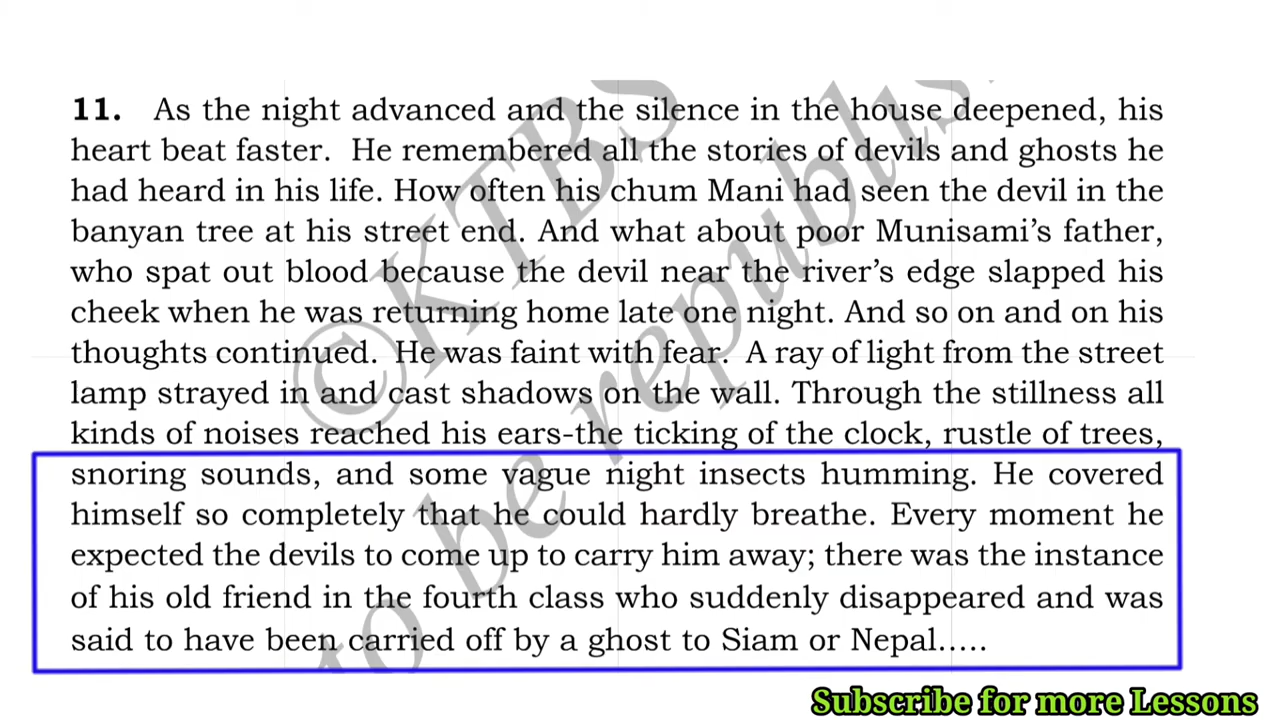 11. As the night advanced and the silence in the house deepened, his
heart beat faster. He remembered all the stories of devils and ghosts he
had heard in his life. How often his chum Mani had seen the devil in the
banyan tree at his street end. And what about poor Munisami's father,
who spat out blood because the devil near the river's edge slapped his
cheek when he was returning home late one night. And so on and on his
thoughts continued. He was faint with fear. A ray of light from the street
lamp strayed in and cast shadows on the wall. Through the stillness all
kinds of noises reached his ears-the ticking of the clock, rustle of trees,
snoring sounds, and some vague night insects humming. He covered
himself so completely that he could hardly breathe. Every moment he
expected the devils to come up to carry him away; there was the instance
of his old friend in the fourth class who suddenly disappeared and was
said to have been carried off by a ghost to Siam or Nepal.....
©KTBS
to be republis
Subscribe for more Lessons